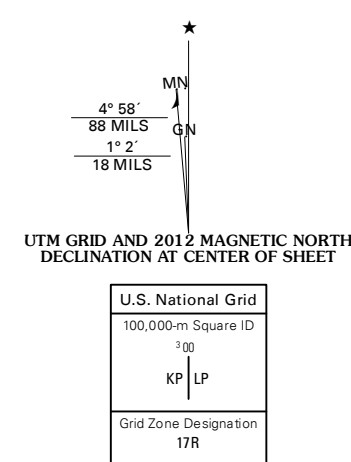 ★
MN
4° 58´
88 MILS
GN
1° 2´
18 MILS
UTM GRID AND 2012 MAGNETIC NORTH
DECLINATION AT CENTER OF SHEET
U.S. National Grid
100,000-m Square ID
³00
KP LP
Grid Zone Designation
17R